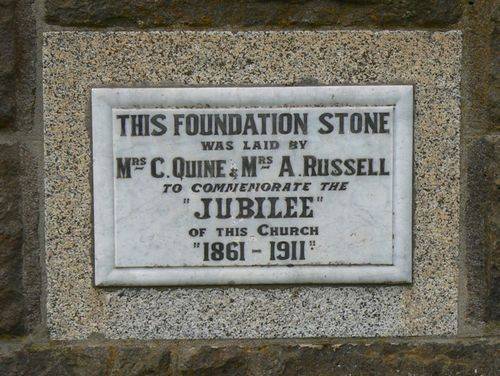 THIS FOUNDATION STONE
WAS LAID BY
MRS C. QUINE & MRS A. RUSSELL
TO COMMEMORATE THE
"JUBILEE"
OF THIS CHURCH
"1861 - 1911"